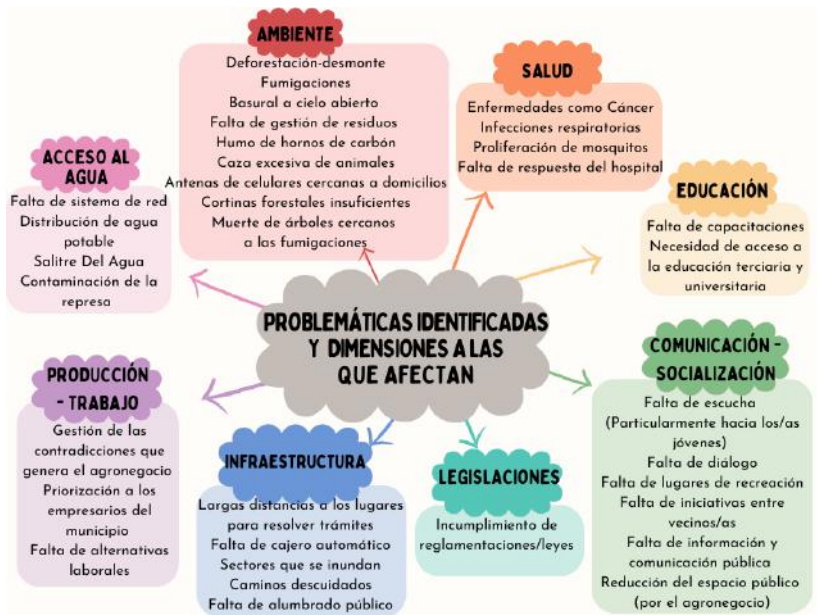 AMBIENTE
Deforestación-desmonte
Fumigaciones
Basural a cielo abierto
Falta de gestión de residuos
Humo de hornos de carbón
Caza excesiva de animales
Antenas de celulares cercanas a domicilios
Cortinas forestales insuficientes
Muerte de árboles cercanos
a las fumigaciones
SALUD
Enfermedades como Cáncer
Infecciones respiratorias
Proliferación de mosquitos
Falta de respuesta del hospital
ACCESO AL
AGUA
Falta de sistema de red
Distribución de agua
potable
Salitre Del Agua
Contaminación de la
represa
EDUCACIÓN
Falta de capacitaciones
Necesidad de acceso a
la educación terciaria y
universitaria
PROBLEMÁTICAS IDENTIFICADAS
Y DIMENSIONES A LAS
QUE AFECTAN
PRODUCCIÓN
- TRABAJO
Gestión de las
contradicciones que
genera el agronegocio
Priorización a los
empresarios del
municipio
Falta de alternativas
laborales
INFRAESTRUCTURA
Largas distancias a los lugares
para resolver trámites
Falta de cajero automático
Sectores que se inundan
Caminos descuidados
Falta de alumbrado público
LEGISLACIONES
Incumplimiento de
reglamentaciones/leyes
COMUNICACIÓN -
SOCIALIZACIÓN
Falta de escucha
(Particularmente hacia los/as
jóvenes)
Falta de diálogo
Falta de lugares de recreación
Falta de iniciativas entre
vecinos/as
Falta de información y
comunicación pública
Reducción del espacio público
(por el agronegocio)